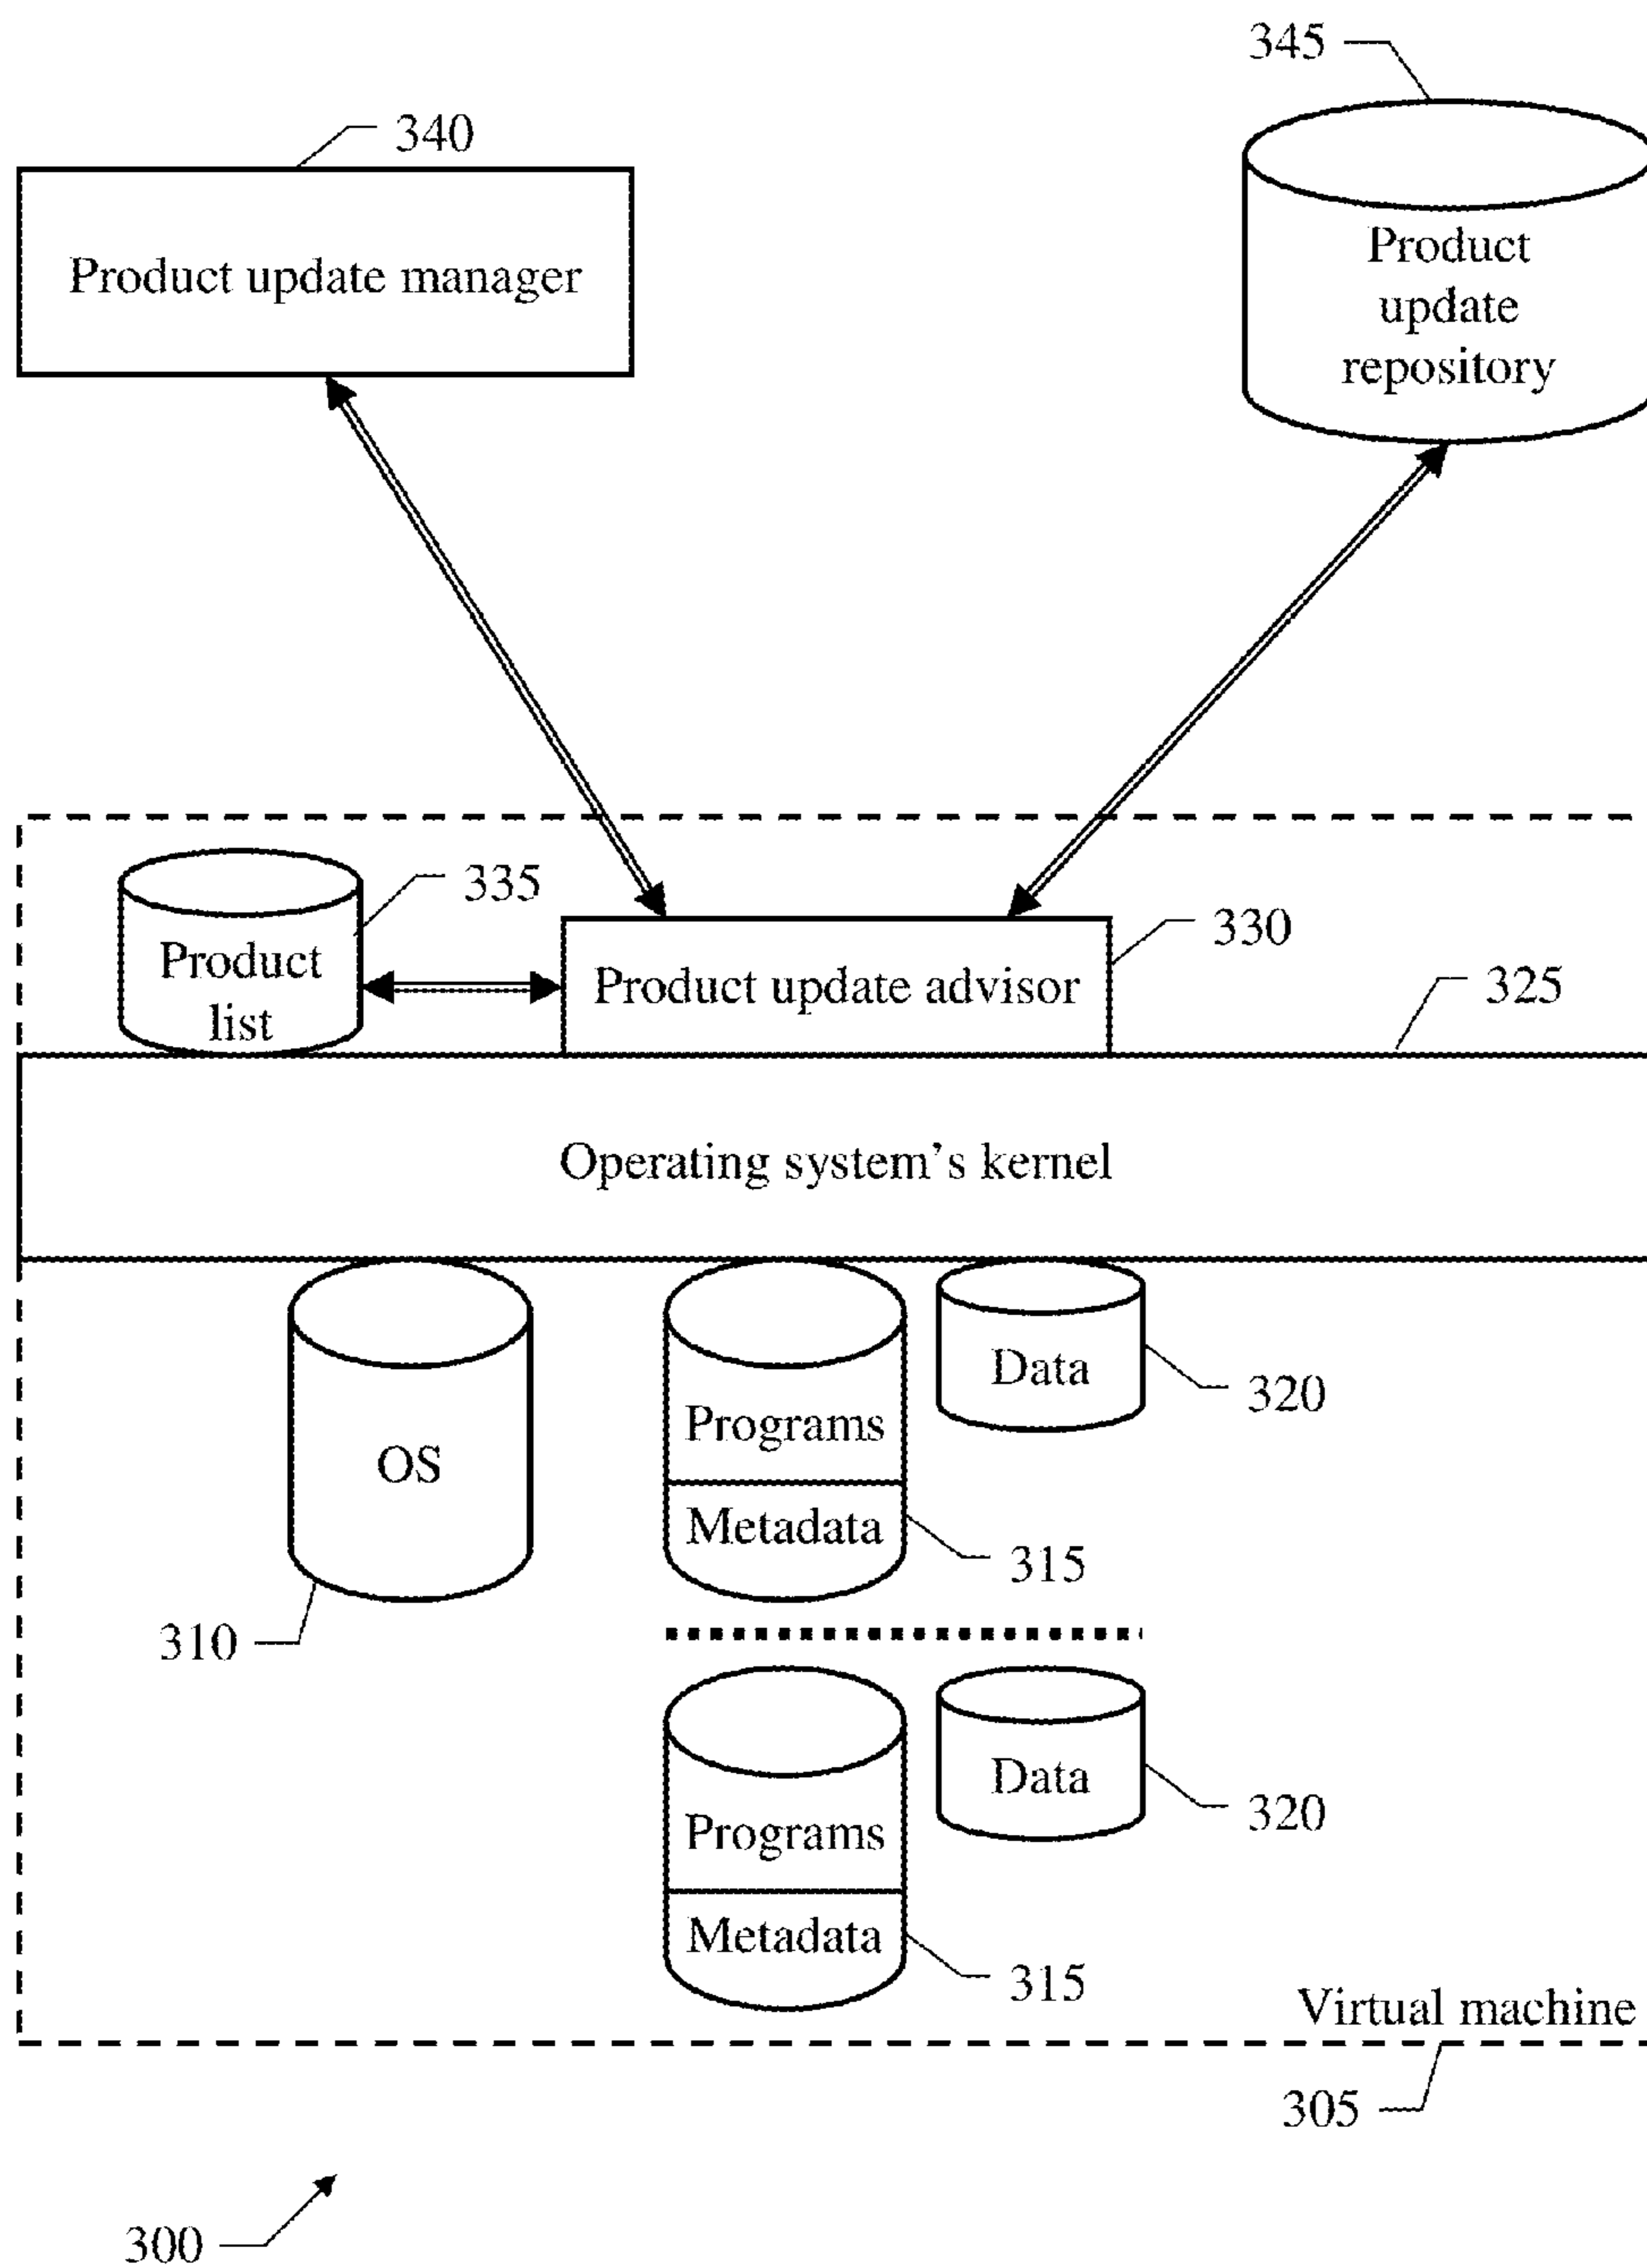 345
340
Product update manager
Product
update
repository
335
330
Product
list
Product update advisor
325
Operating system's kernel
Data
320
Programs
OS
Metadata
315
310
Data
320
Programs
Metadata
315
Virtual machine
305
300